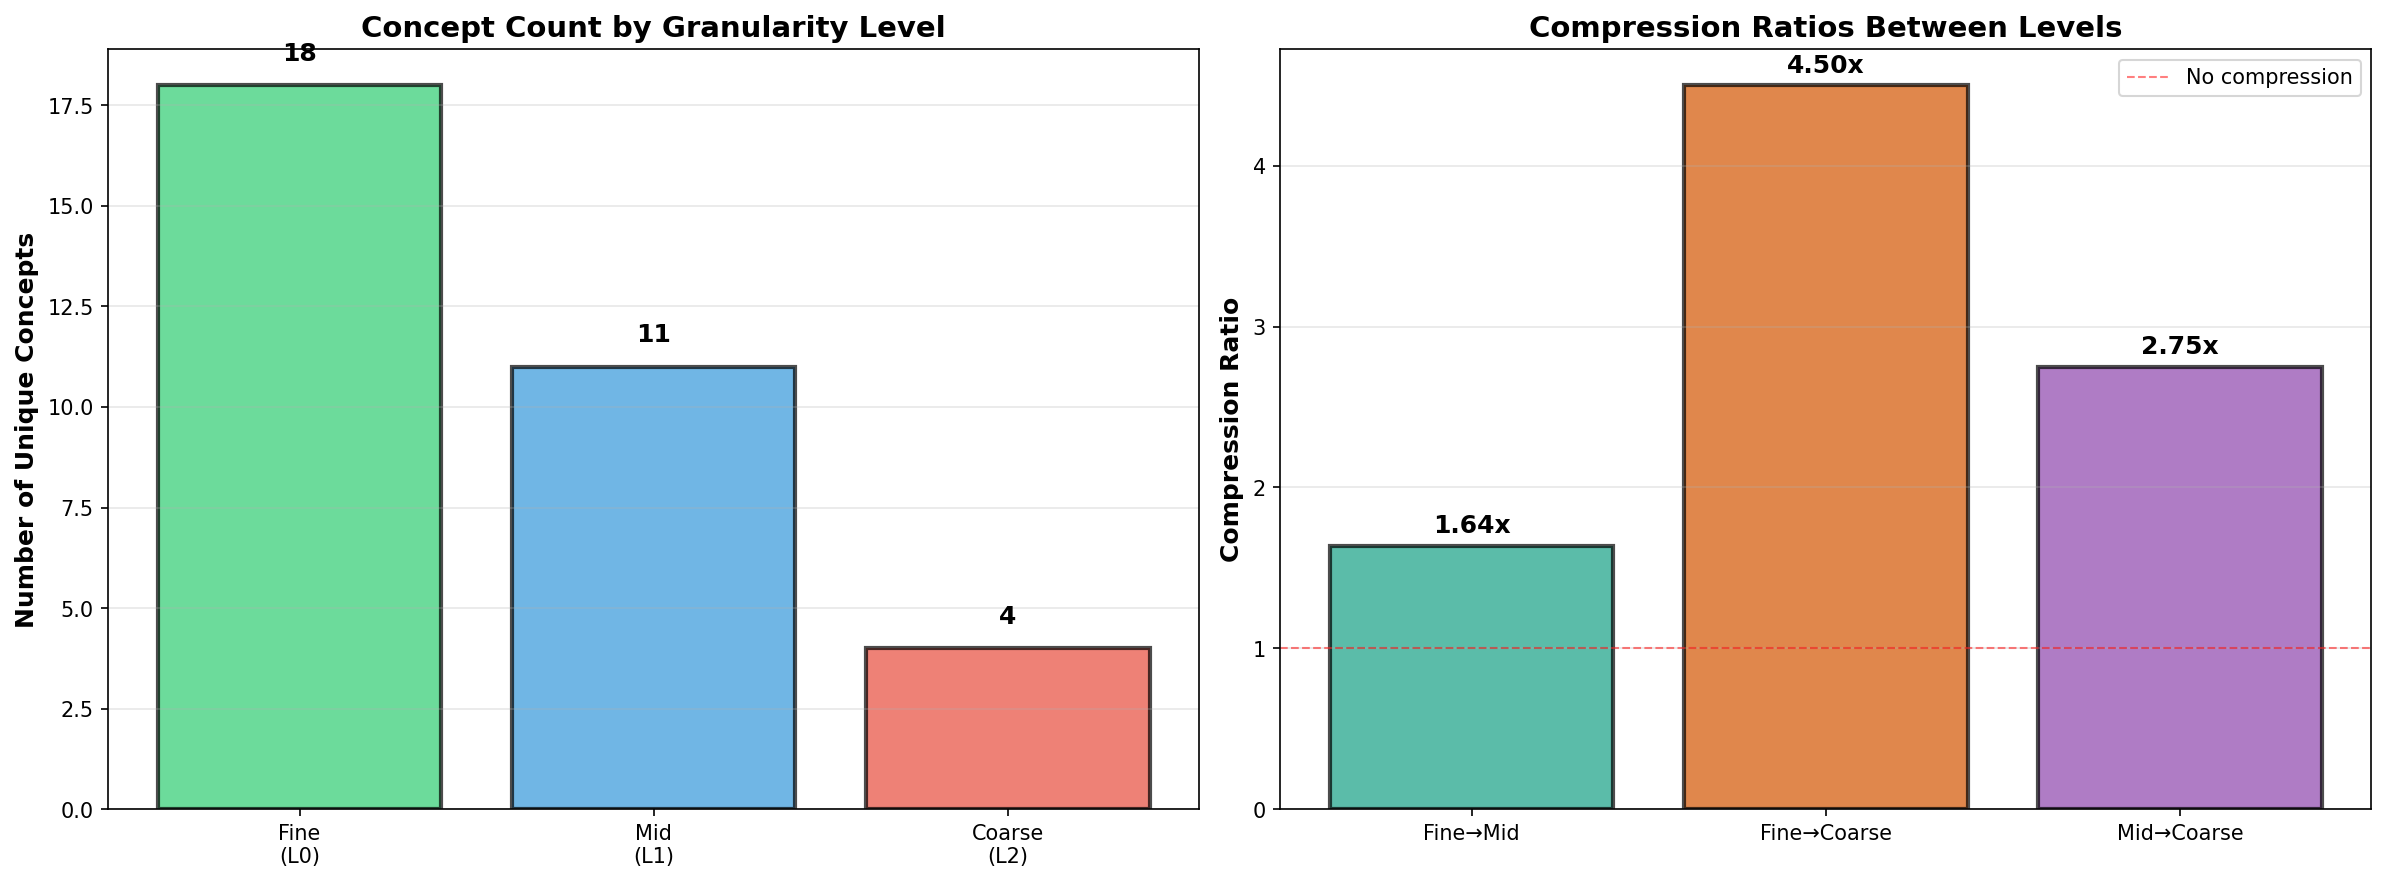 Concept Count by Granularity Level
Number of Unique Concepts
17.5
15.0
12.5
10.0
7.5
5.0
2.5
0.0
18
11
4
Fine
(L0)
Mid
(L1)
Coarse
(L2)
Compression Ratios Between Levels
Compression Ratio
4
3
2
1
0
No compression
1.64x
4.50x
2.75x
Fine→Mid
Fine→Coarse
Mid→Coarse